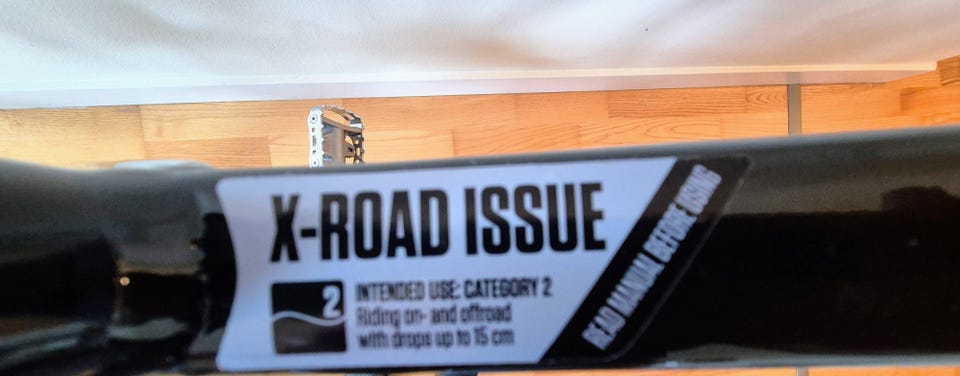 X-ROAD ISSUE
2
INTENDED USE: CATEGORY 2
Riding on- and offroad
with drops up to 15 cm
READ MANUAL BEFORE USING